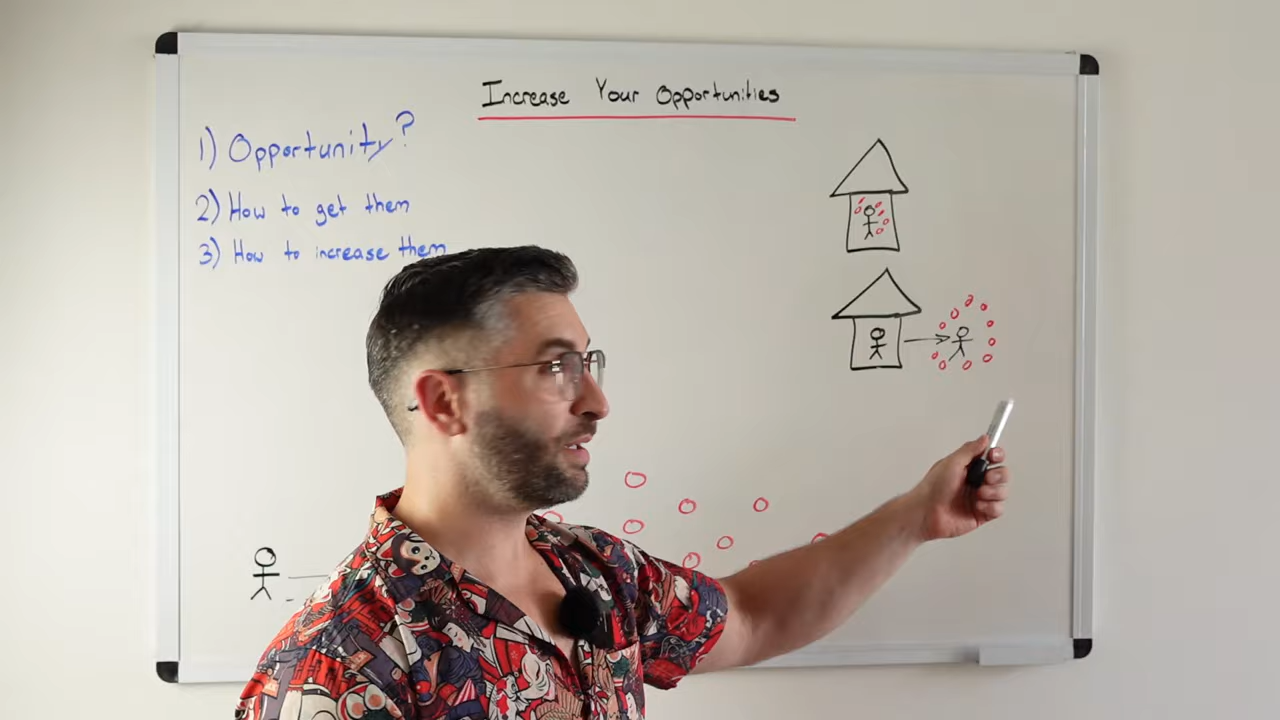 Increase Your Opportunities
1) Opportunity?
2) How to get them
3) How to increase them